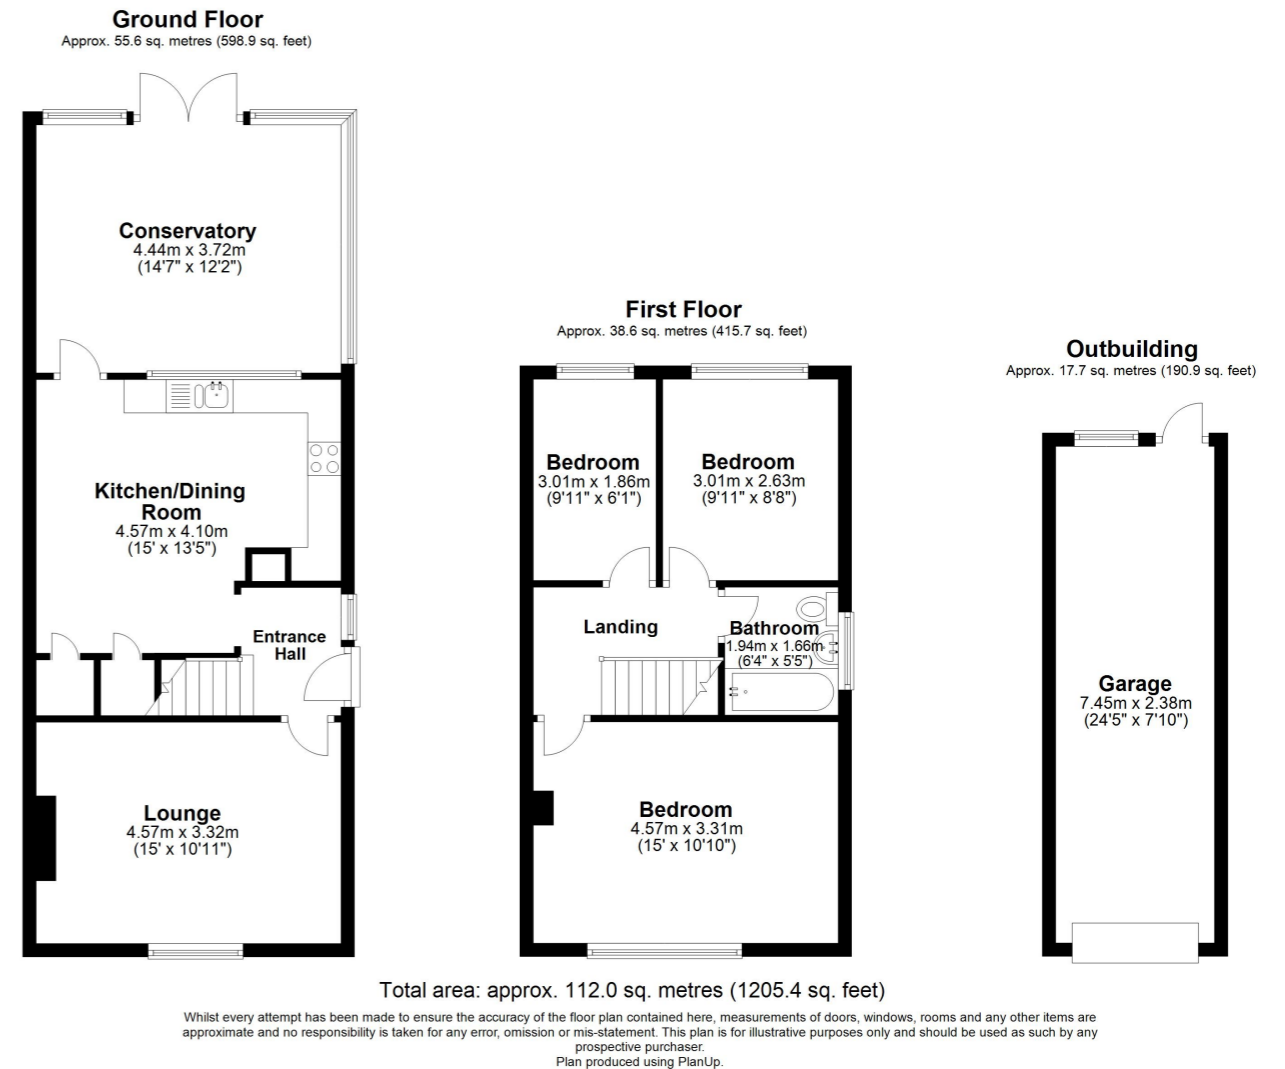 Ground Floor
Approx. 55.6 sq. metres (598.9 sq. feet)
Conservatory
4.44m x 3.72m
(14'7" x 12'2")
Kitchen/Dining
Room
4.57m x 4.10m
(15' x 13'5")
Entrance
Hall
Lounge
4.57m x 3.32m
(15' x 10'11")
First Floor
Approx. 38.6 sq. metres (415.7 sq. feet)
Bedroom
3.01m x 1.86m
(9'11" x 6'1")
Bedroom
3.01m x 2.63m
(9'11" x 8'8")
Landing
Bathroom
1.94m x 1.66m
(6'4" x 5'5")
Bedroom
4.57m x 3.31m
(15' x 10'10")
Outbuilding
Approx. 17.7 sq. metres (190.9 sq. feet)
Garage
7.45m x 2.38m
(24'5" x 7'10")
Total area: approx. 112.0 sq. metres (1205.4 sq. feet)
Whilst every attempt has been made to ensure the accuracy of the floor plan contained here, measurements of doors, windows, rooms and any other items are
approximate and no responsibility is taken for any error, omission or mis-statement. This plan is for illustrative purposes only and should be used as such by any
prospective purchaser.
Plan produced using PlanUp.